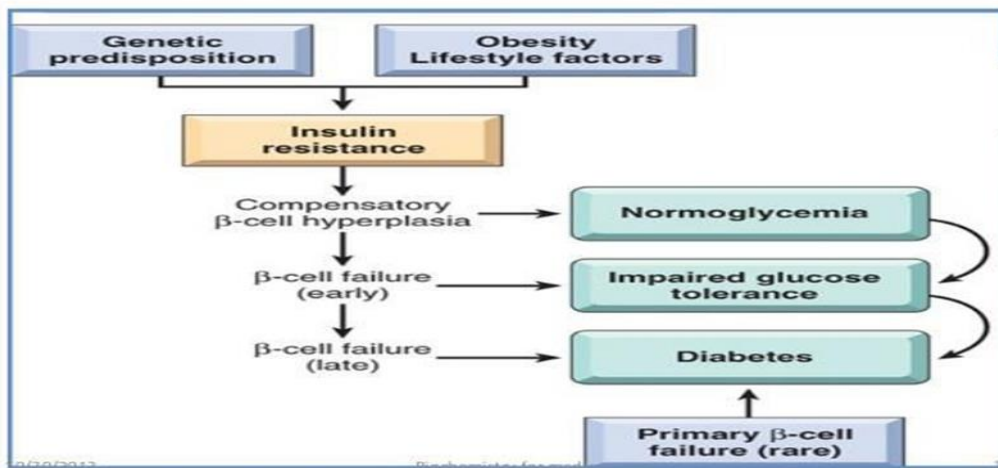 Genetic
predisposition
Obesity
Lifestyle factors
Insulin
resistance
Compensatory
β-cell hyperplasia
Normoglycemia
β-cell failure
(early)
Impaired glucose
tolerance
β-cell failure
(late)
Diabetes
Primary β-cell
failure (rare)